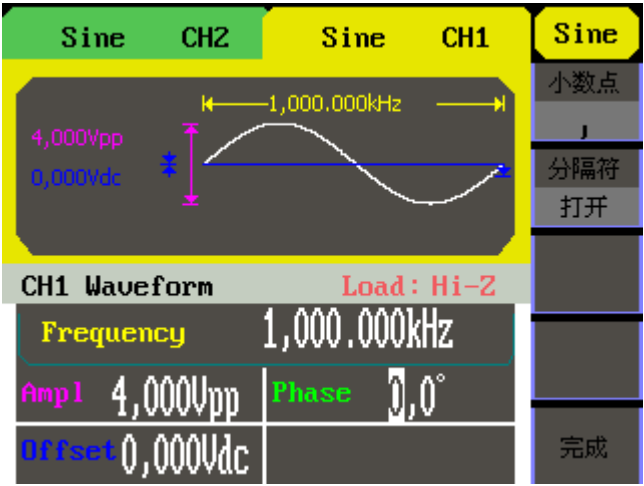 Sine CH2 Sine CH1 Sine
小数点
,
分隔符
打开
完成
1,000.000kHz
4,000Vpp
0,000Vdc
CH1 Waveform Load: Hi-Z
Frequency 1,000.000kHz
Ampl 4,000Vpp Phase 0,0°
Offset 0,000Vdc